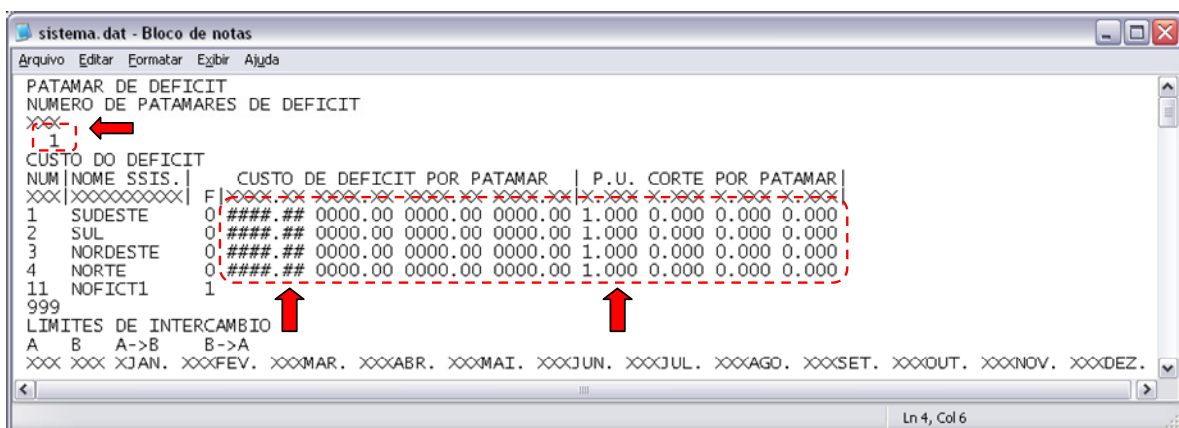 sistema.dat - Bloco de notas
Arquivo Editar Formatar Exibir Ajuda
PATAMAR DE DEFICIT
NUMERO DE PATAMARES DE DEFICIT
XXX
1
CUSTO DO DEFICIT
NUM|NOME SSIS.| CUSTO DE DEFICIT POR PATAMAR | P.U. CORTE POR PATAMAR|
XXX|XXXXXXXXXX| F|XXXX.XX XXXX.XX XXXX.XX XXXX.XX|X.XXX X.XXX X.XXX X.XXX|
1 SUDESTE 0 ####.## 0000.00 0000.00 0000.00 1.000 0.000 0.000 0.000
2 SUL 0 ####.## 0000.00 0000.00 0000.00 1.000 0.000 0.000 0.000
3 NORDESTE 0 ####.## 0000.00 0000.00 0000.00 1.000 0.000 0.000 0.000
4 NORTE 0 ####.## 0000.00 0000.00 0000.00 1.000 0.000 0.000 0.000
11 NOFICT1 1
999
LIMITES DE INTERCAMBIO
A B A->B B->A
XXX XXX XJAN. XXXFEV. XXXMAR. XXXABR. XXXMAI. XXXJUN. XXXJUL. XXXAGO. XXXSET. XXXOUT. XXXNOV. XXXDEZ.
Ln 4, Col 6